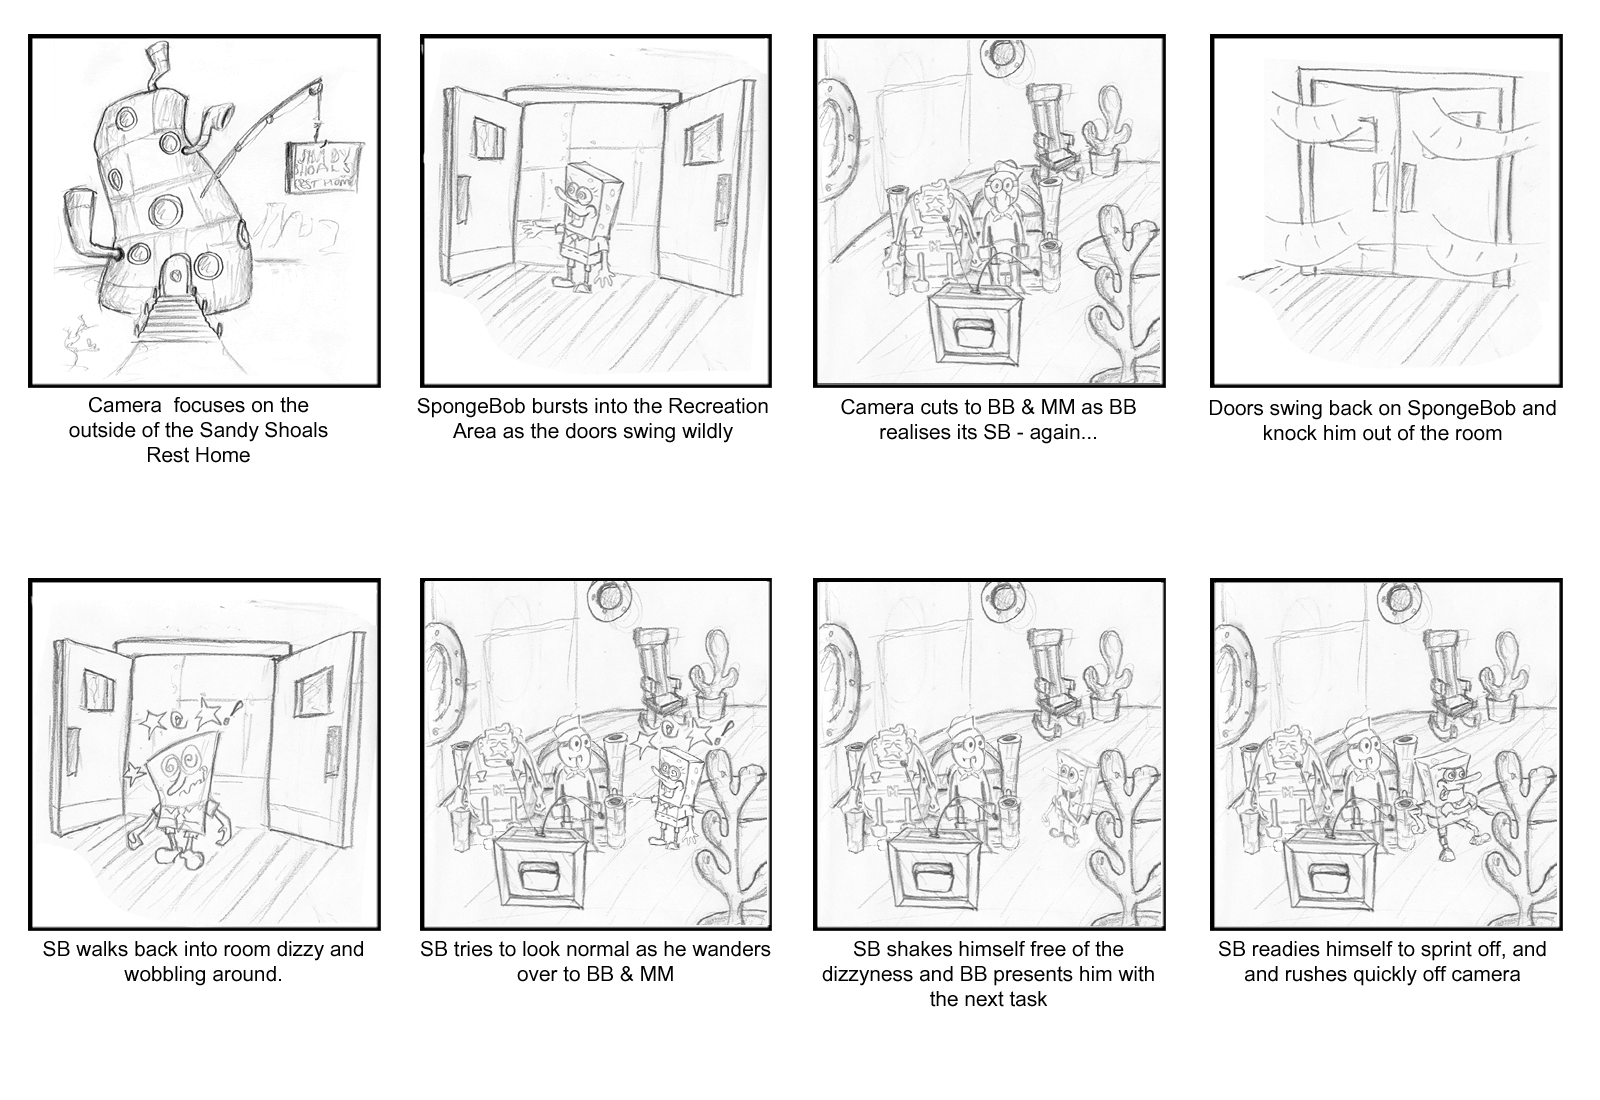 SHADY
SHOALS
REST HOME
Camera  focuses on the
outside of the Sandy Shoals
Rest Home
SpongeBob bursts into the Recreation
Area as the doors swing wildly
Camera cuts to BB & MM as BB
realises its SB - again...
Doors swing back on SpongeBob and
knock him out of the room
SB walks back into room dizzy and
wobbling around.
SB tries to look normal as he wanders
over to BB & MM
SB shakes himself free of the
dizzyness and BB presents him with
the next task
SB readies himself to sprint off, and
and rushes quickly off camera